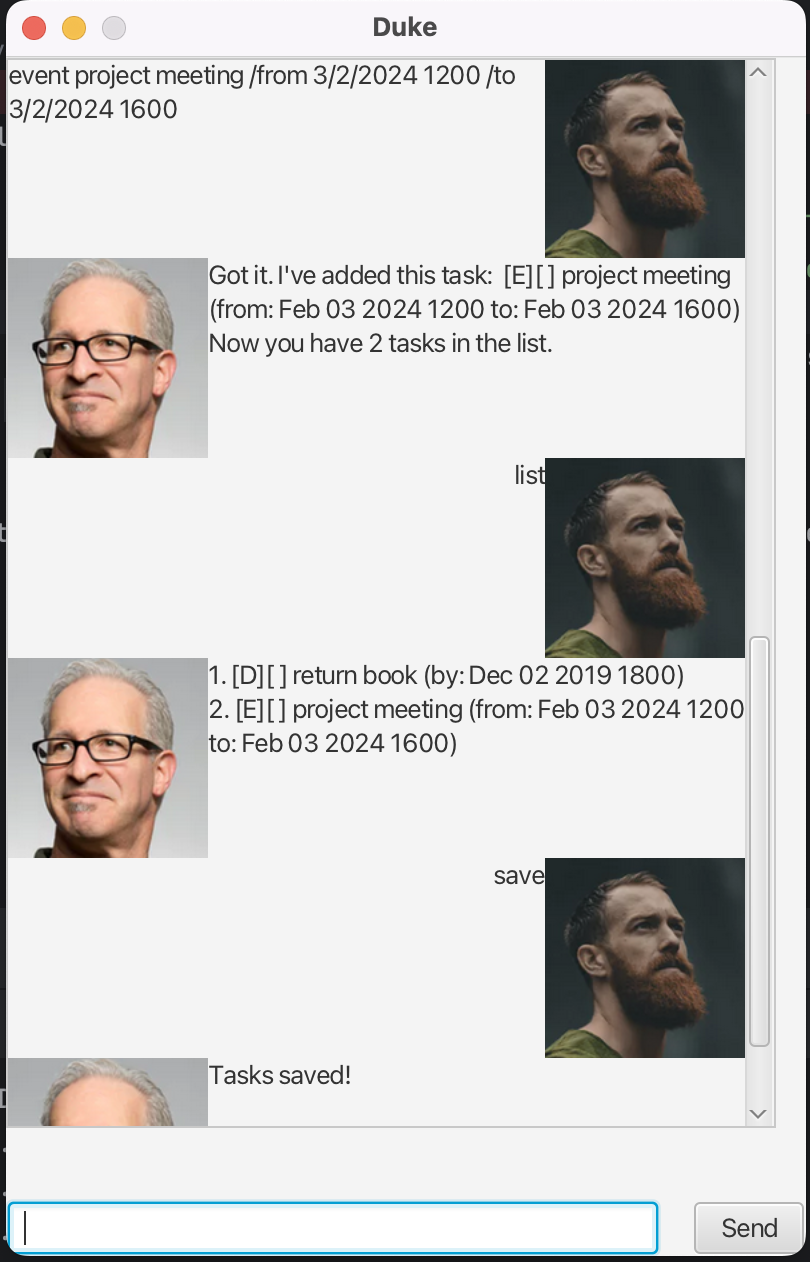 Duke
event project meeting /from 3/2/2024 1200 /to
3/2/2024 1600
Got it. I've added this task:  [E][ ] project meeting
(from: Feb 03 2024 1200 to: Feb 03 2024 1600)
Now you have 2 tasks in the list.
list
1. [D][ ] return book (by: Dec 02 2019 1800)
2. [E][ ] project meeting (from: Feb 03 2024 1200
to: Feb 03 2024 1600)
save
Tasks saved!
Send